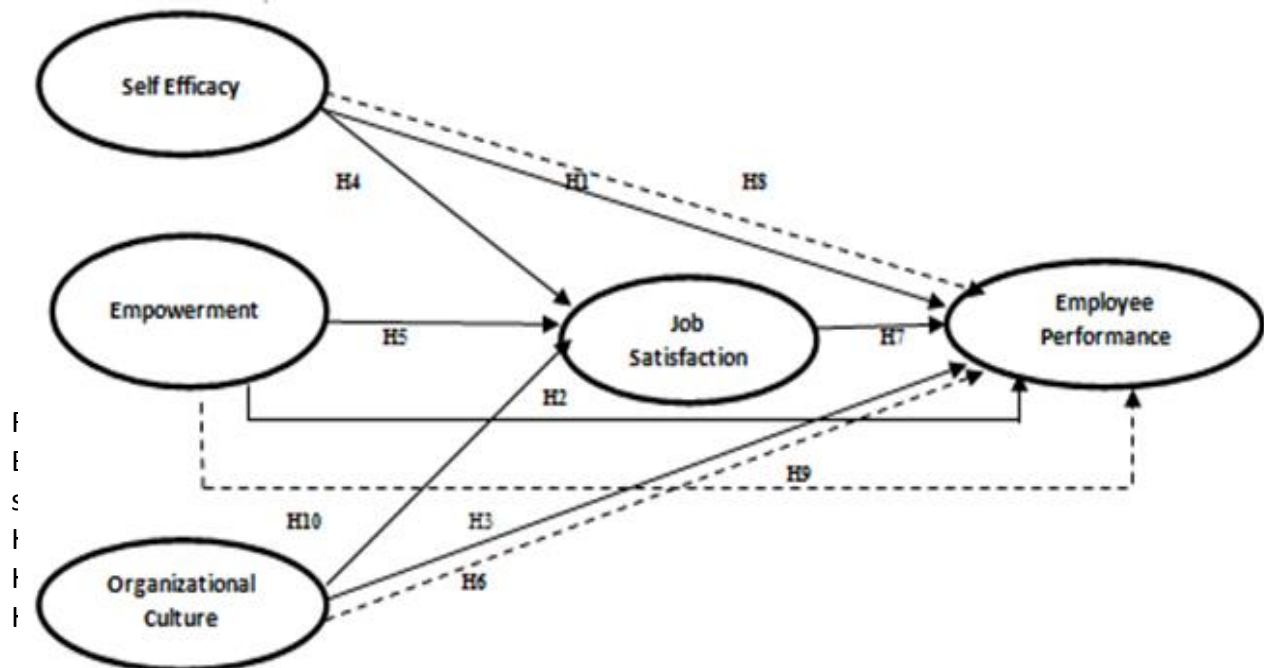 Self Efficacy
H4
H1
H8
Empowerment
H5
Job
Satisfaction
H7
Employee
Performance
H2
H9
H10
H3
H6
Organizational
Culture